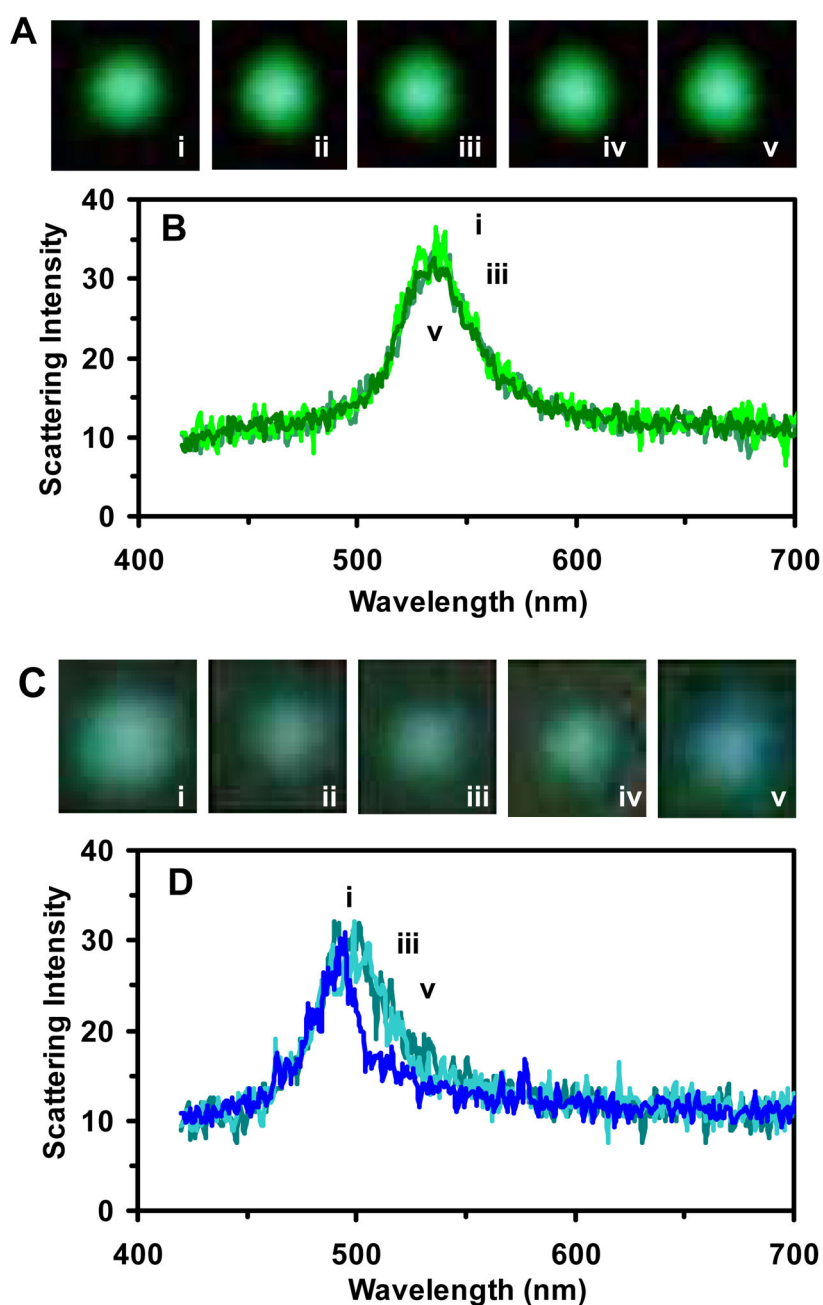 A
i ii iii iv v
40
B
i
iii
30
v
20
10
0
400 500 600 700
Scattering Intensity
Wavelength (nm)
C
i ii iii iv v
40
D
i
iii
30
v
20
10
0
400 500 600 700
Scattering Intensity
Wavelength (nm)